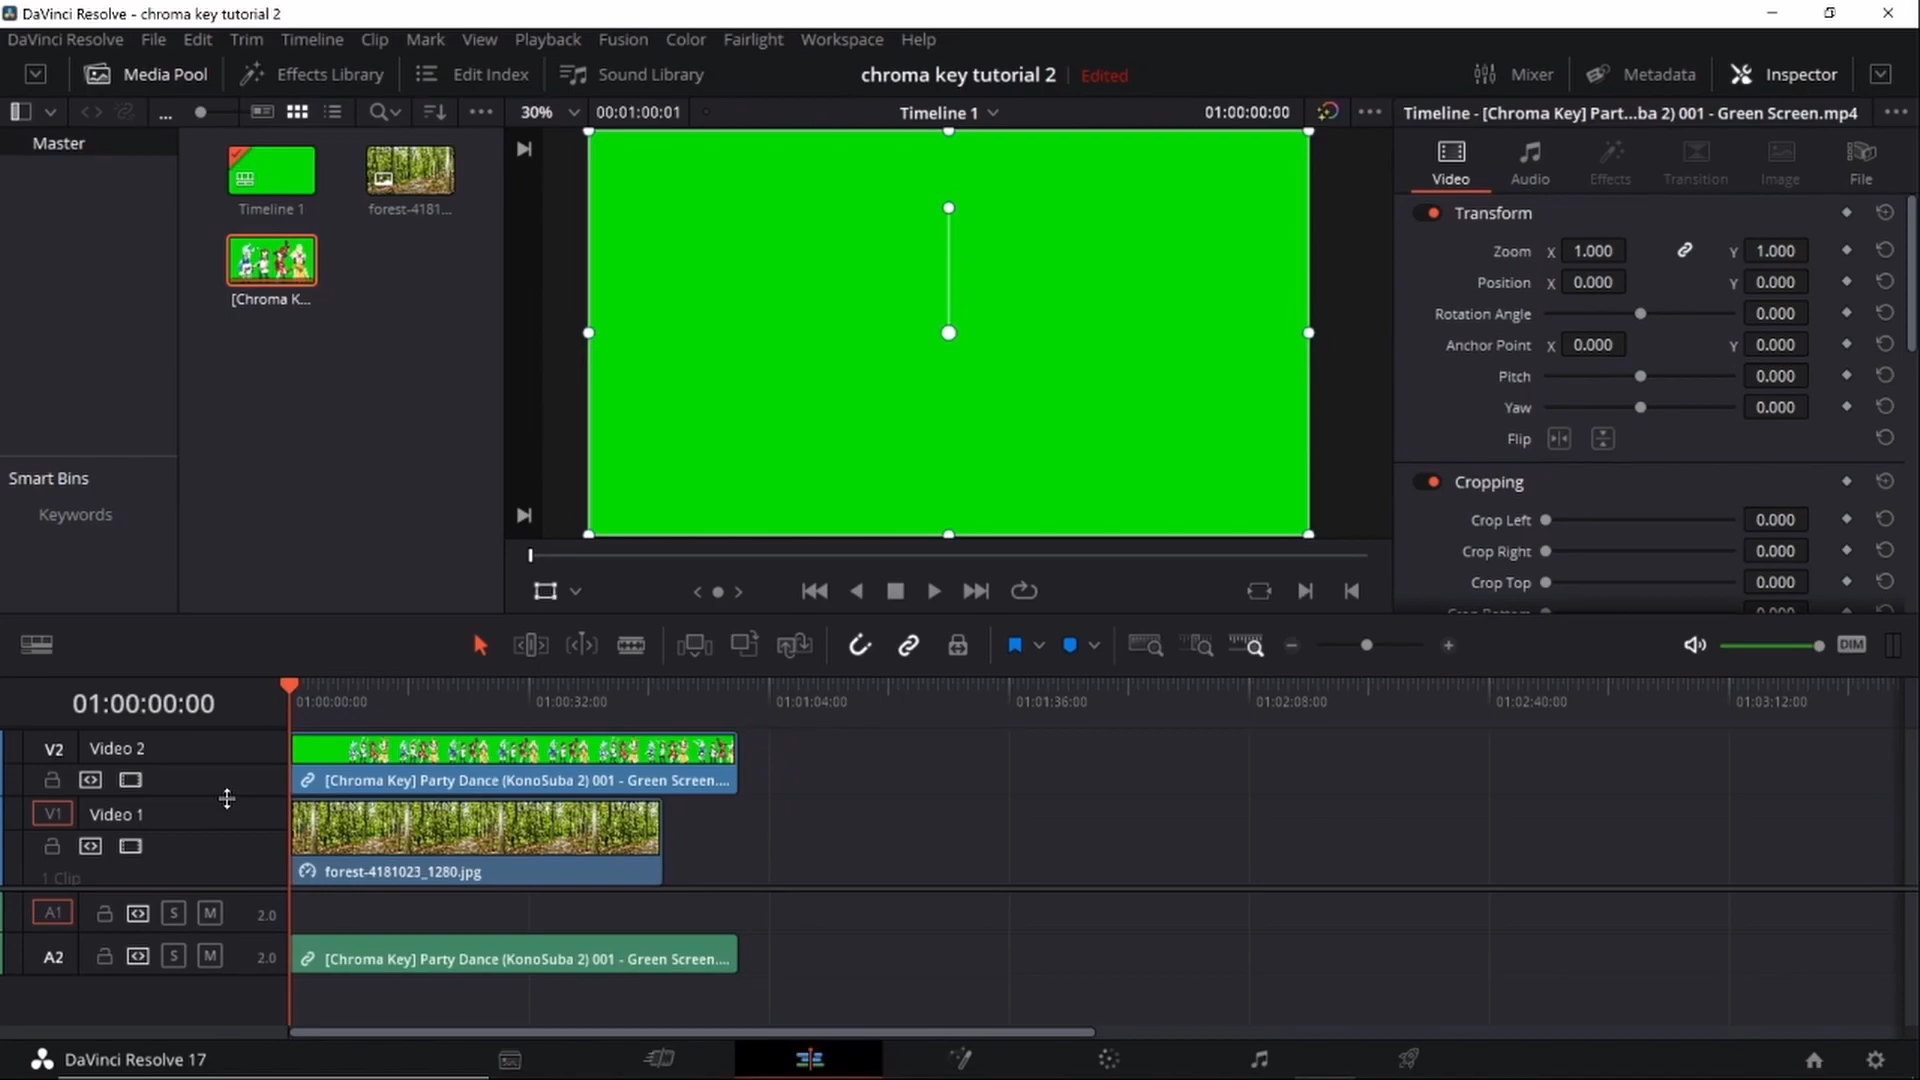 DaVinci Resolve - chroma key tutorial 2
DaVinci Resolve File Edit Trim Timeline Clip Mark View Playback Fusion Color Fairlight Workspace Help
Media Pool Effects Library Edit Index Sound Library chroma key tutorial 2 Edited Mixer Metadata Inspector
... 30% 00:01:00:01 Timeline 1 01:00:00:00 Timeline - [Chroma Key] Part...ba 2) 001 - Green Screen.mp4
Master
Timeline 1 forest-4181...
[Chroma K...
Smart Bins
Keywords
Video Audio Effects Transition Image File
Transform
Zoom X 1.000 Y 1.000
Position X 0.000 Y 0.000
Rotation Angle 0.000
Anchor Point X 0.000 Y 0.000
Pitch 0.000
Yaw 0.000
Flip
Cropping
Crop Left 0.000
Crop Right 0.000
Crop Top 0.000
DIM
01:00:00:00
01:00:00:00 01:00:32:00 01:01:04:00 01:01:36:00 01:02:08:00 01:02:40:00 01:03:12:00
V2 Video 2
[Chroma Key] Party Dance (KonoSuba 2) 001 - Green Screen....
V1 Video 1
1 Clip
forest-4181023_1280.jpg
A1 S M 2.0
A2 S M 2.0
[Chroma Key] Party Dance (KonoSuba 2) 001 - Green Screen....
DaVinci Resolve 17